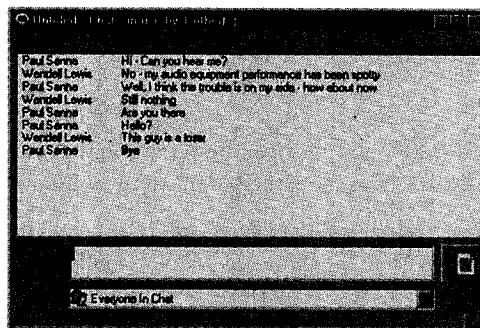 Paul Sanna Hi - Can you hear me?
Wendell Lewis No - my audio equipment performance has been spotty
Paul Sanna Well, I think the trouble is on my side - how about now
Wendell Lewis Still nothing
Paul Sanna Are you there
Paul Sanna Hello?
Wendell Lewis This guy is a loser
Paul Sanna Bye
Everyone In Chat